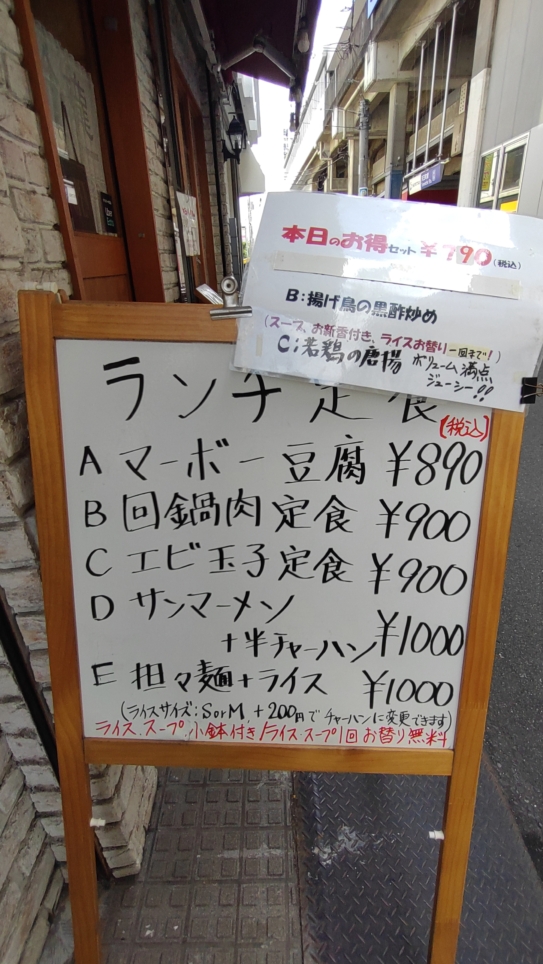 本日のお得セット ¥790(税込)
B:揚げ鳥の黒酢炒め
(スープ、お新香付き、ライスお替り一回まで!)
C:若鶏の唐揚 ボリューム満点
ジューシー!!
ランチ定食
(税込)
A マーボー豆腐 ¥890
B 回鍋肉定食 ¥900
C エビ玉子定食 ¥900
D サンマーメン
+半チャーハン ¥1000
E 担々麺+ライス ¥1000
(ライスサイズ:SorM +200円でチャーハンに変更できます)
ライス.スープ.小鉢付き/ライス.スープ1回お替り無料